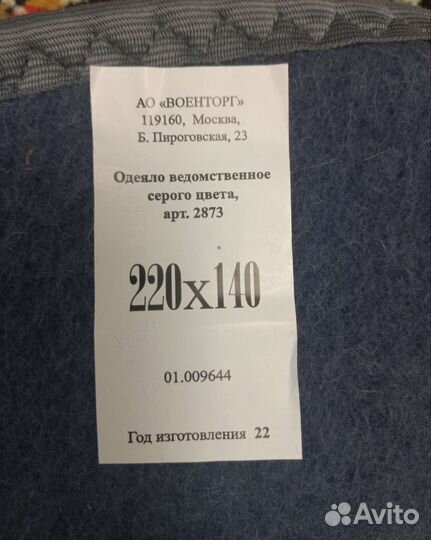 АО «ВОЕНТОРГ»
119160, Москва,
Б. Пироговская, 23
Одеяло ведомственное
серого цвета,
арт. 2873
220х140
01.009644
Год изготовления 22
Avito